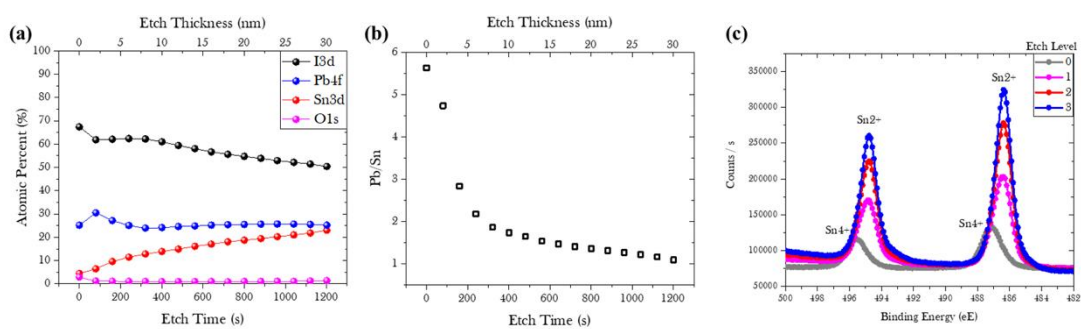 (a)
Etch Thickness (nm)
0 5 10 15 20 25 30
100
90
80
70
60
50
40
30
20
10
0
Atomic Percent (%)
I3d
Pb4f
Sn3d
O1s
0 200 400 600 800 1000 1200
Etch Time (s)
(b)
Etch Thickness (nm)
0 5 10 15 20 25 30
6
5
4
3
2
1
Pb/Sn
0 200 400 600 800 1000 1200
Etch Time (s)
(c)
Etch Level
0
1
2
3
350000
300000
250000
200000
150000
100000
50000
Counts / s
Sn2+
Sn2+
Sn4+
Sn4+
500 498 496 494 492 490 488 486 484 482
Binding Energy (eE)